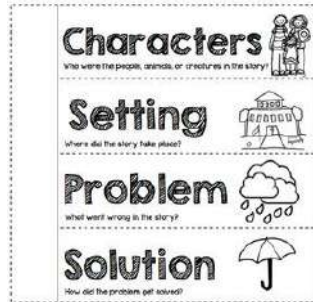 Characters
Who were the people, animals, or creatures in the story?
Setting
Where did the story take place?
Problem
What went wrong in the story?
Solution
How did the problem get solved?